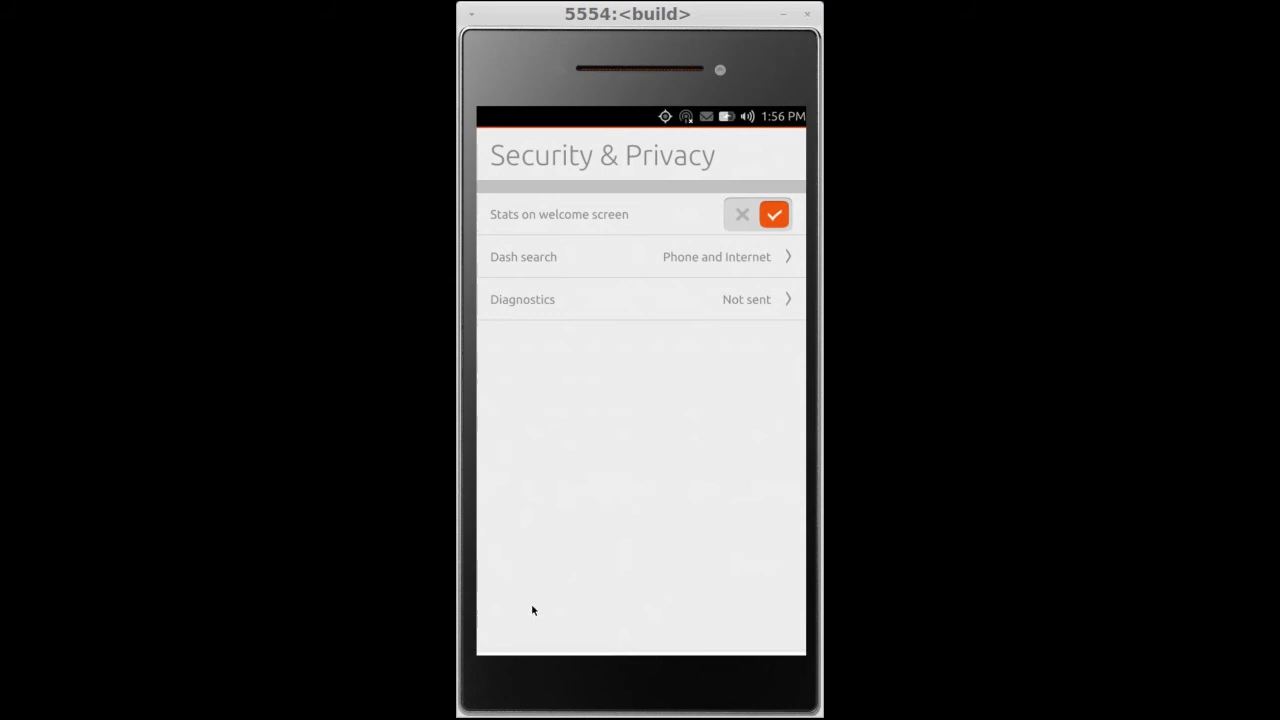 5554:<build>
1:56 PM
Security & Privacy
Stats on welcome screen
Dash search Phone and Internet
Diagnostics Not sent